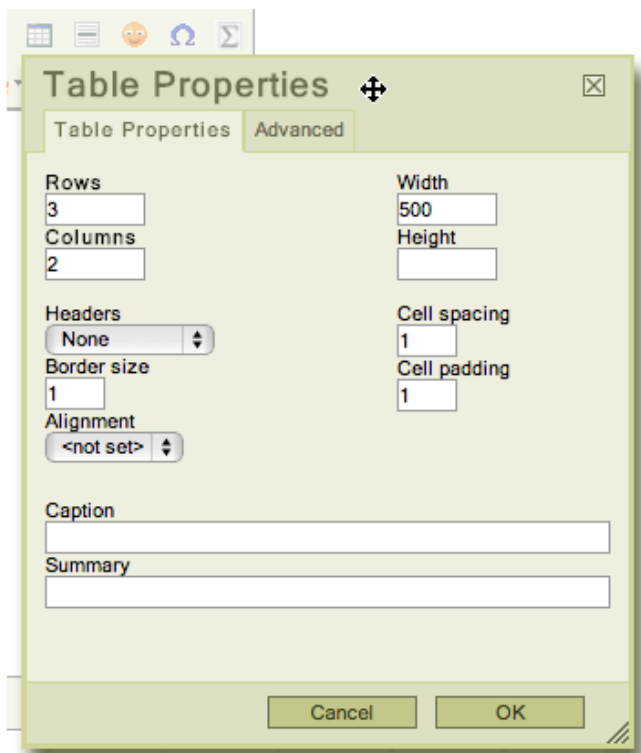 Ω Σ
Table Properties
Table Properties Advanced
Rows Width
3 500
Columns Height
2
Headers Cell spacing
None 1
Border size Cell padding
1 1
Alignment
<not set>
Caption
Summary
Cancel OK